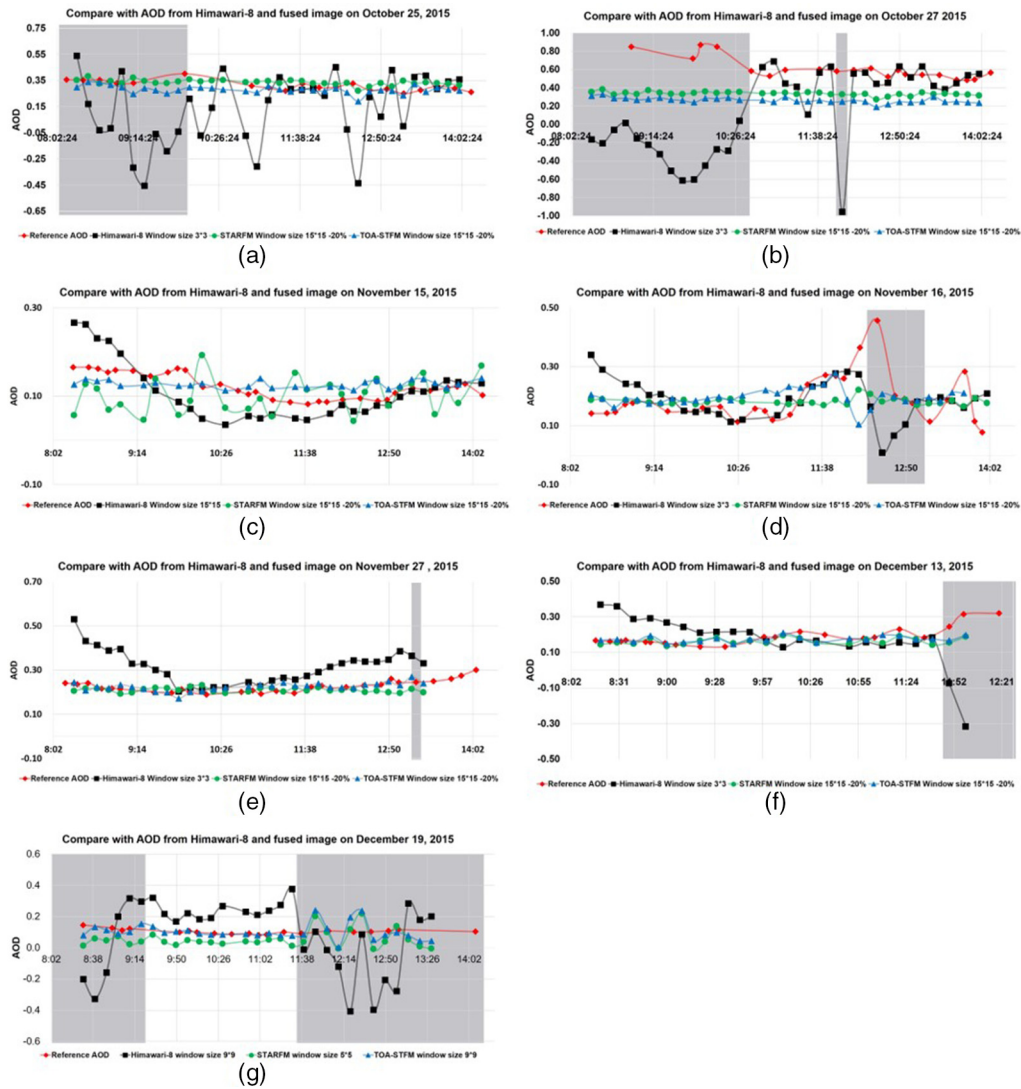 Compare with AOD from Himawari-8 and fused image on October 25, 2015
0.75
0.55
0.35
0.15
-0.05
-0.25
-0.45
-0.65
AOD
08:02:24 09:14:24 10:26:24 11:38:24 12:50:24 14:02:24
Reference AOD Himawari-8 Window size 3*3 STARFM Window size 15*15 -20% TOA-STFM Window size 15*15 -20%
(a)
Compare with AOD from Himawari-8 and fused image on October 27 2015
1.00
0.80
0.60
0.40
0.20
0.00
-0.20
-0.40
-0.60
-0.80
-1.00
AOD
08:02:24 09:14:24 10:26:24 11:38:24 12:50:24 14:02:24
Reference AOD Himawari-8 Window size 3*3 STARFM Window size 15*15 -20% TOA-STFM Window size 15*15 -20%
(b)
Compare with AOD from Himawari-8 and fused image on November 15, 2015
0.30
0.10
-0.10
AOD
8:02 9:14 10:26 11:38 12:50 14:02
Reference AOD Himawari-8 Window size 15*15 STARFM Window size 15*15 -20% TOA-STFM Window size 15*15 -20%
(c)
Compare with AOD from Himawari-8 and fused image on November 16, 2015
0.50
0.30
0.10
-0.10
AOD
8:02 9:14 10:26 11:38 12:50 14:02
Reference AOD Himawari-8 Window size 3*3 STARFM Window size 15*15 -20% TOA-STFM Window size 15*15 -20%
(d)
Compare with AOD from Himawari-8 and fused image on November 27 , 2015
0.70
0.50
0.30
0.10
-0.10
AOD
8:02 9:14 10:26 11:38 12:50 14:02
Reference AOD Himawari-8 Window size 3*3 STARFM Window size 15*15 -20% TOA-STFM Window size 15*15 -20%
(e)
Compare with AOD from Himawari-8 and fused image on December 13, 2015
0.50
0.30
0.10
-0.10
-0.30
-0.50
AOD
8:02 8:31 9:00 9:28 9:57 10:26 10:55 11:24 11:52 12:21
Reference AOD Himawari-8 Window size 3*3 STARFM Window size 15*15 -20% TOA-STFM Window size 15*15 -20%
(f)
Compare with AOD from Himawari-8 and fused image on December 19, 2015
0.6
0.4
0.2
0.0
-0.2
-0.4
-0.6
AOD
8:02 8:38 9:14 9:50 10:26 11:02 11:38 12:14 12:50 13:26 14:02
Reference AOD Himawari-8 window size 9*9 STARFM window size 5*5 TOA-STFM window size 9*9
(g)